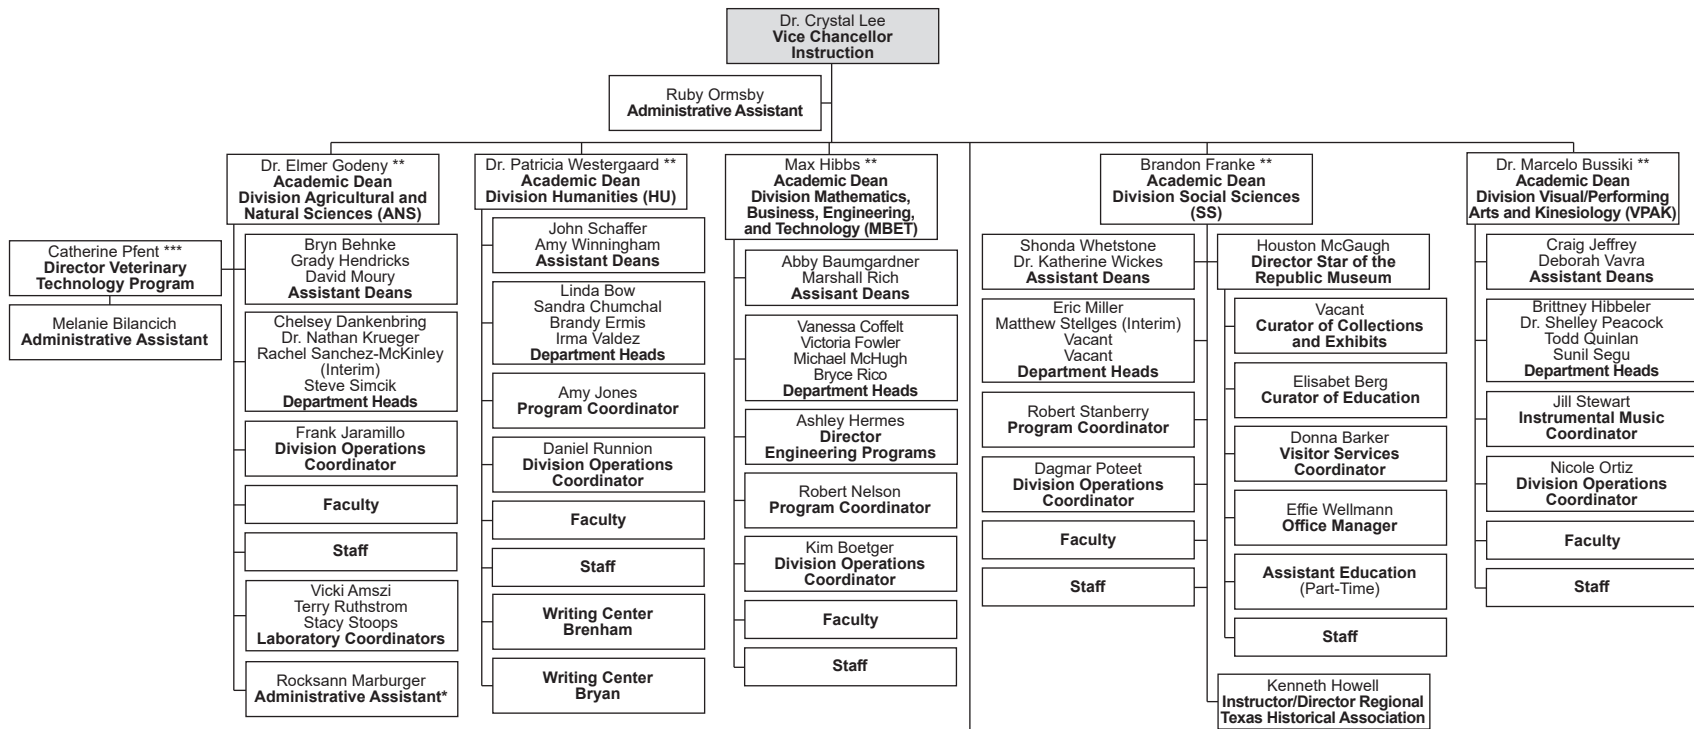 Dr. Crystal Lee
Vice Chancellor
Instruction
Ruby Ormsby
Administrative Assistant
Dr. Elmer Godeny **
Academic Dean
Division Agricultural and
Natural Sciences (ANS)
Catherine Pfent ***
Director Veterinary
Technology Program
Melanie Bilancich
Administrative Assistant
Bryn Behnke
Grady Hendricks
David Moury
Assistant Deans
Chelsey Dankenbring
Dr. Nathan Krueger
Rachel Sanchez-McKinley
(Interim)
Steve Simcik
Department Heads
Frank Jaramillo
Division Operations
Coordinator
Faculty
Staff
Vicki Amszi
Terry Ruthstrom
Stacy Stoops
Laboratory Coordinators
Rocksann Marburger
Administrative Assistant*
Dr. Patricia Westergaard **
Academic Dean
Division Humanities (HU)
John Schaffer
Amy Winningham
Assistant Deans
Linda Bow
Sandra Chumchal
Brandy Ermis
Irma Valdez
Department Heads
Amy Jones
Program Coordinator
Daniel Runnion
Division Operations
Coordinator
Faculty
Staff
Writing Center
Brenham
Writing Center
Bryan
Max Hibbs **
Academic Dean
Division Mathematics,
Business, Engineering,
and Technology (MBET)
Abby Baumgardner
Marshall Rich
Assisant Deans
Vanessa Coffelt
Victoria Fowler
Michael McHugh
Bryce Rico
Department Heads
Ashley Hermes
Director
Engineering Programs
Robert Nelson
Program Coordinator
Kim Boetger
Division Operations
Coordinator
Faculty
Staff
Brandon Franke **
Academic Dean
Division Social Sciences
(SS)
Shonda Whetstone
Dr. Katherine Wickes
Assistant Deans
Eric Miller
Matthew Stellges (Interim)
Vacant
Vacant
Department Heads
Robert Stanberry
Program Coordinator
Dagmar Poteet
Division Operations
Coordinator
Faculty
Staff
Houston McGaugh
Director Star of the
Republic Museum
Vacant
Curator of Collections
and Exhibits
Elisabet Berg
Curator of Education
Donna Barker
Visitor Services
Coordinator
Effie Wellmann
Office Manager
Assistant Education
(Part-Time)
Staff
Kenneth Howell
Instructor/Director Regional
Texas Historical Association
Dr. Marcelo Bussiki **
Academic Dean
Division Visual/Performing
Arts and Kinesiology (VPAK)
Craig Jeffrey
Deborah Vavra
Assistant Deans
Brittney Hibbeler
Dr. Shelley Peacock
Todd Quinlan
Sunil Segu
Department Heads
Jill Stewart
Instrumental Music
Coordinator
Nicole Ortiz
Division Operations
Coordinator
Faculty
Staff